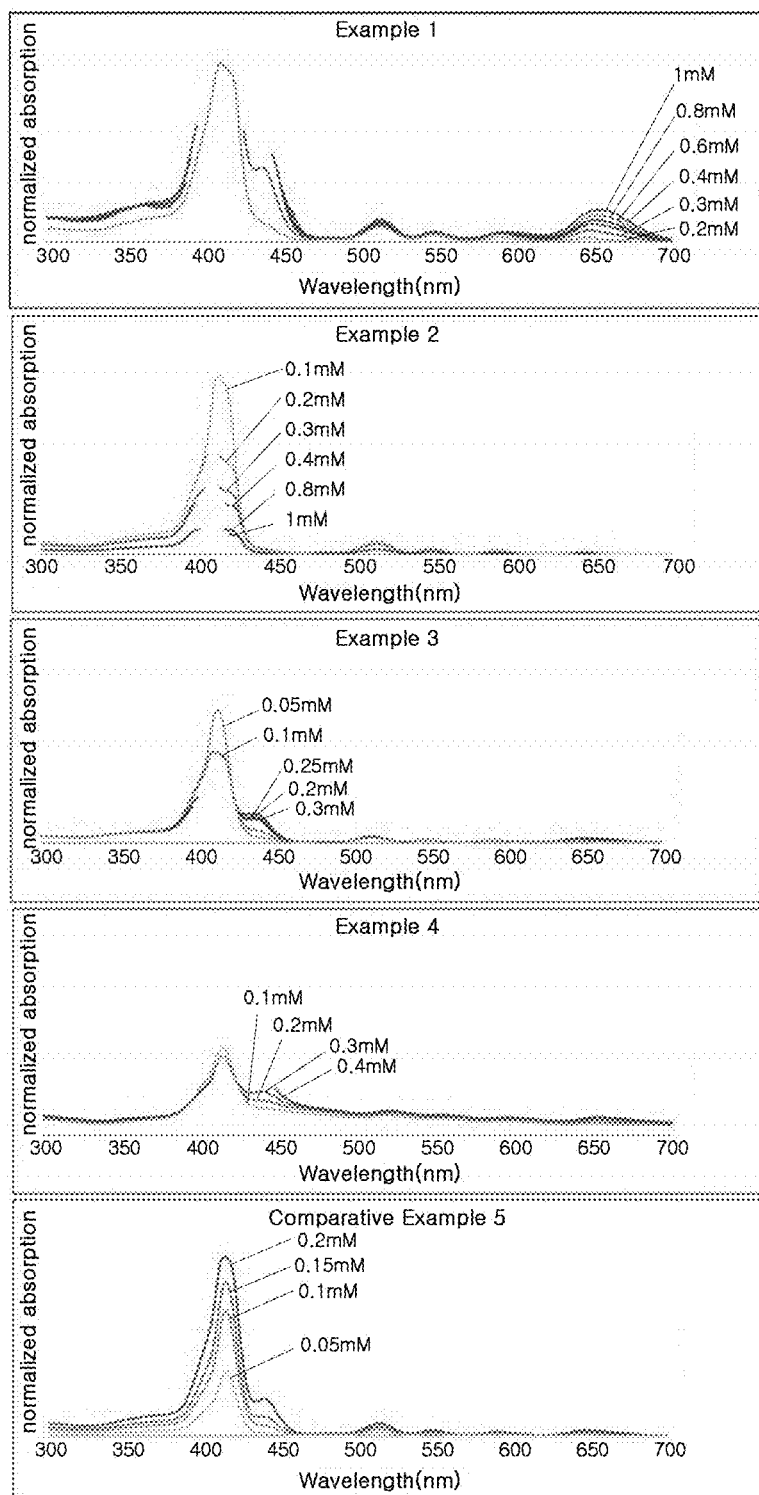 Example 1
normalized absorption
1mM
0.8mM
0.6mM
0.4mM
0.3mM
0.2mM
300 350 400 450 500 550 600 650 700
Wavelength(nm)
Example 2
normalized absorption
0.1mM
0.2mM
0.3mM
0.4mM
0.8mM
1mM
300 350 400 450 500 550 600 650 700
Wavelength(nm)
Example 3
normalized absorption
0.05mM
0.1mM
0.25mM
0.2mM
0.3mM
300 350 400 450 500 550 600 650 700
Wavelength(nm)
Example 4
normalized absorption
0.1mM
0.2mM
0.3mM
0.4mM
300 350 400 450 500 550 600 650 700
Wavelength(nm)
Comparative Example 5
normalized absorption
0.2mM
0.15mM
0.1mM
0.05mM
300 350 400 450 500 550 600 650 700
Wavelength(nm)